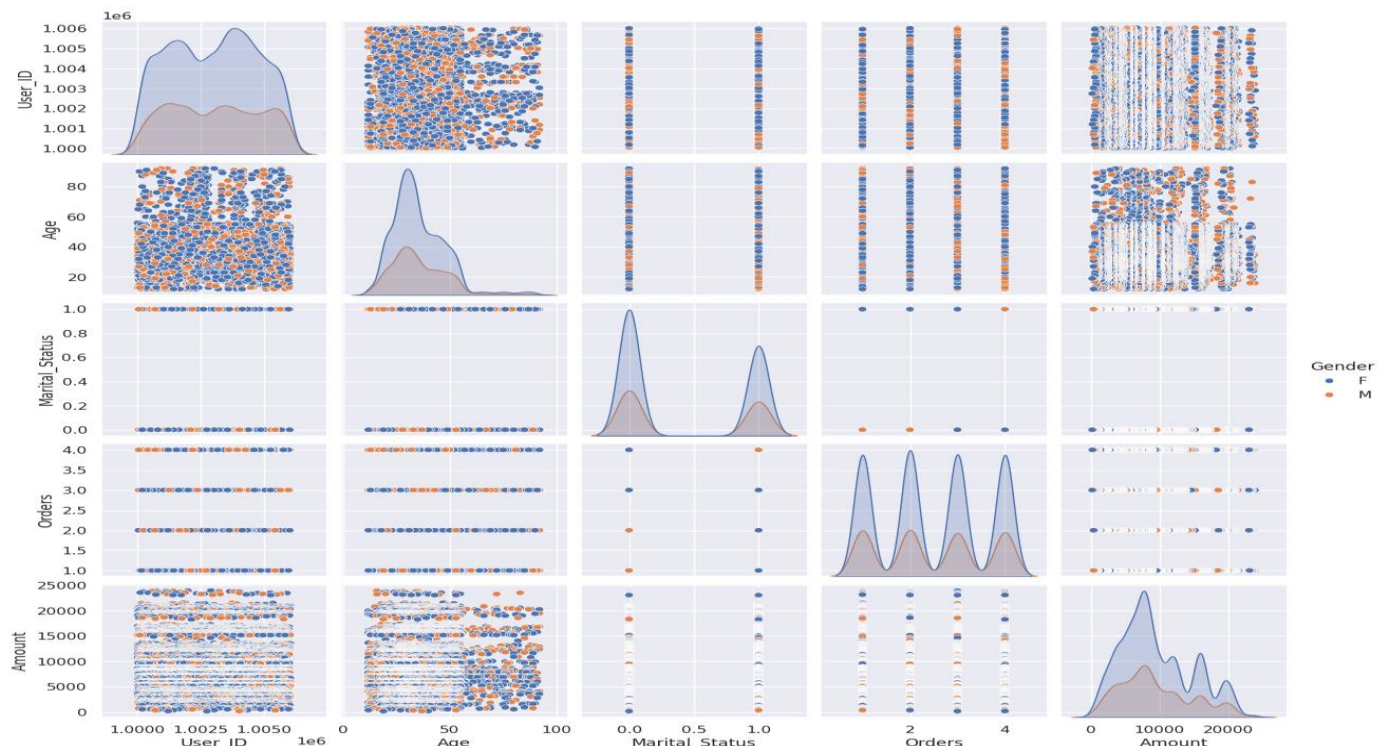 1e6
1.006
1.005
1.004
1.003
1.002
1.001
1.000
User_ID
80
60
40
20
Age
1.0
0.8
0.6
0.4
0.2
0.0
Marital_Status
Gender
F
M
4.0
3.5
3.0
2.5
2.0
1.5
1.0
Orders
25000
20000
15000
10000
5000
0
Amount
1.0000 1.0025 1.0050
User_ID 1e6
0 50 100
Age
0.0 0.5 1.0
Marital_Status
2 4
Orders
0 10000 20000
Amount